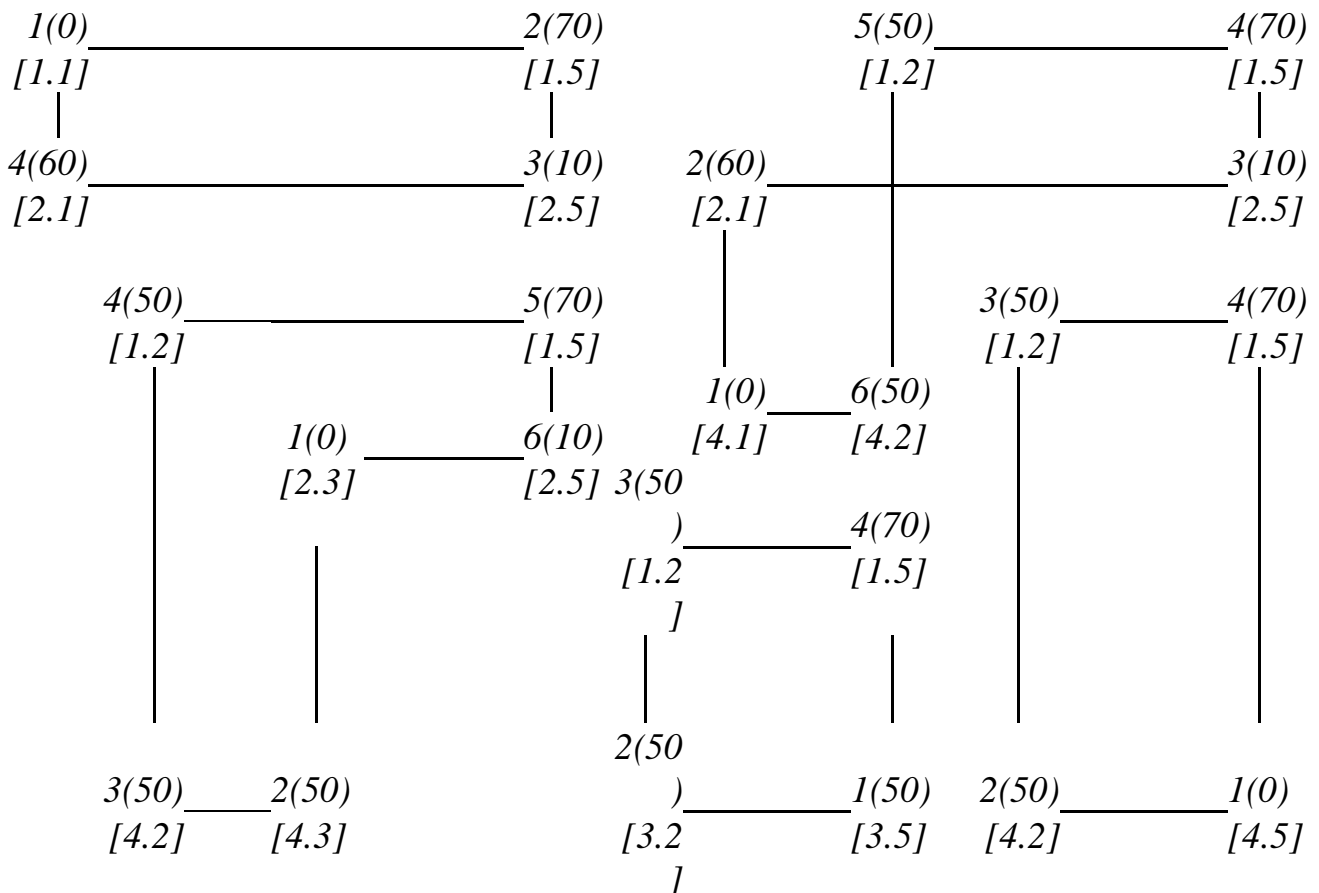 1(0) 2(70) 5(50) 4(70)
[1.1] [1.5] [1.2] [1.5]
4(60) 3(10) 2(60) 3(10)
[2.1] [2.5] [2.1] [2.5]
4(50) 5(70) 3(50) 4(70)
[1.2] [1.5] [1.2] [1.5]
1(0) 6(50)
1(0) 6(10) [4.1] [4.2]
[2.3] [2.5] 3(50
) 4(70)
[1.2 [1.5]
]
2(50
3(50) 2(50) ) 1(50) 2(50) 1(0)
[4.2] [4.3] [3.2 [3.5] [4.2] [4.5]
]